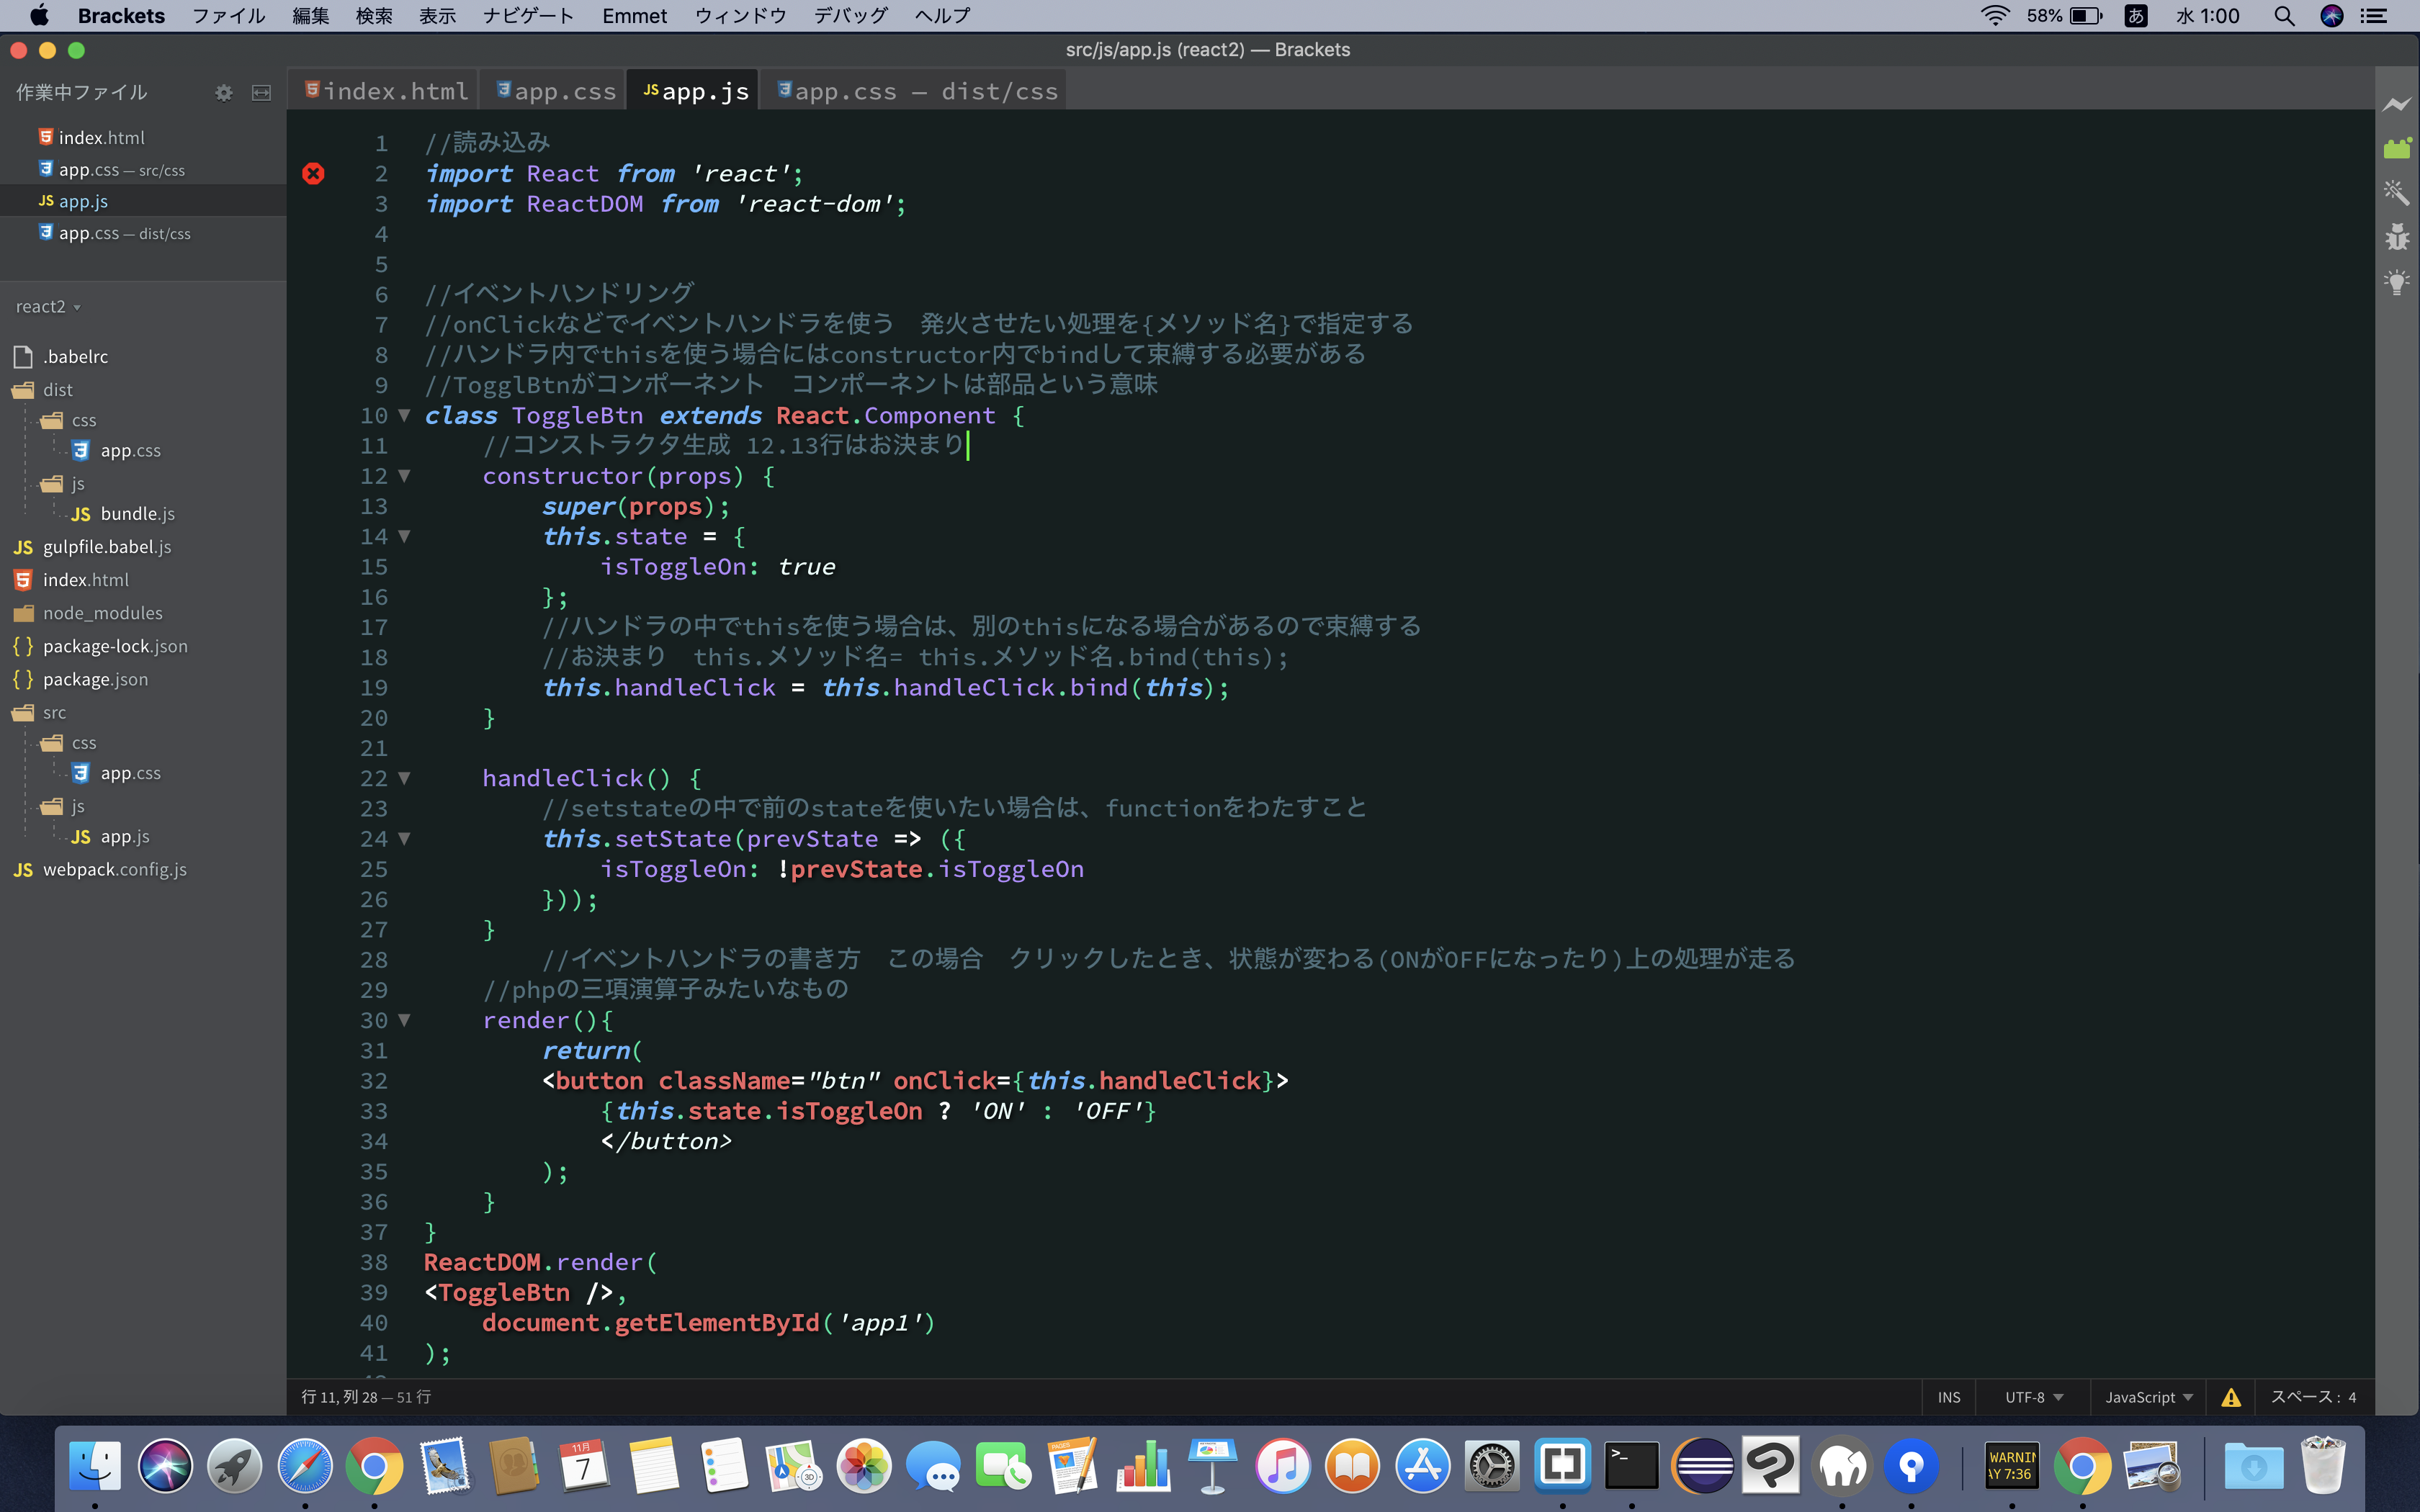 Brackets ファイル 編集 検索 表示 ナビゲート Emmet ウィンドウ デバッグ ヘルプ 58% あ 水 1:00
src/js/app.js (react2) — Brackets
作業中ファイル
index.html
app.css — src/css
app.js
app.css — dist/css
react2
.babelrc
dist
css
app.css
js
bundle.js
gulpfile.babel.js
index.html
node_modules
package-lock.json
package.json
src
css
app.css
js
app.js
webpack.config.js
index.html app.css app.js app.css — dist/css
1 //読み込み
2 import React from 'react';
3 import ReactDOM from 'react-dom';
4
5
6 //イベントハンドリング
7 //onClickなどでイベントハンドラを使う　発火させたい処理を{メソッド名}で指定する
8 //ハンドラ内でthisを使う場合にはconstructor内でbindして束縛する必要がある
9 //TogglBtnがコンポーネント　コンポーネントは部品という意味
10 class ToggleBtn extends React.Component {
11 //コンストラクタ生成 12.13行はお決まり
12 constructor(props) {
13 super(props);
14 this.state = {
15 isToggleOn: true
16 };
17 //ハンドラの中でthisを使う場合は、別のthisになる場合があるので束縛する
18 //お決まり　this.メソッド名= this.メソッド名.bind(this);
19 this.handleClick = this.handleClick.bind(this);
20 }
21
22 handleClick() {
23 //setstateの中で前のstateを使いたい場合は、functionをわたすこと
24 this.setState(prevState => ({
25 isToggleOn: !prevState.isToggleOn
26 }));
27 }
28 //イベントハンドラの書き方　この場合　クリックしたとき、状態が変わる(ONがOFFになったり)上の処理が走る
29 //phpの三項演算子みたいなもの
30 render(){
31 return(
32 <button className="btn" onClick={this.handleClick}>
33 {this.state.isToggleOn ? 'ON' : 'OFF'}
34 </button>
35 );
36 }
37 }
38 ReactDOM.render(
39 <ToggleBtn />,
40 document.getElementById('app1')
41 );
行 11, 列 28 — 51 行 INS UTF-8 JavaScript スペース: 4
11月
7
PAGES
3D
WARNIN
AY 7:36